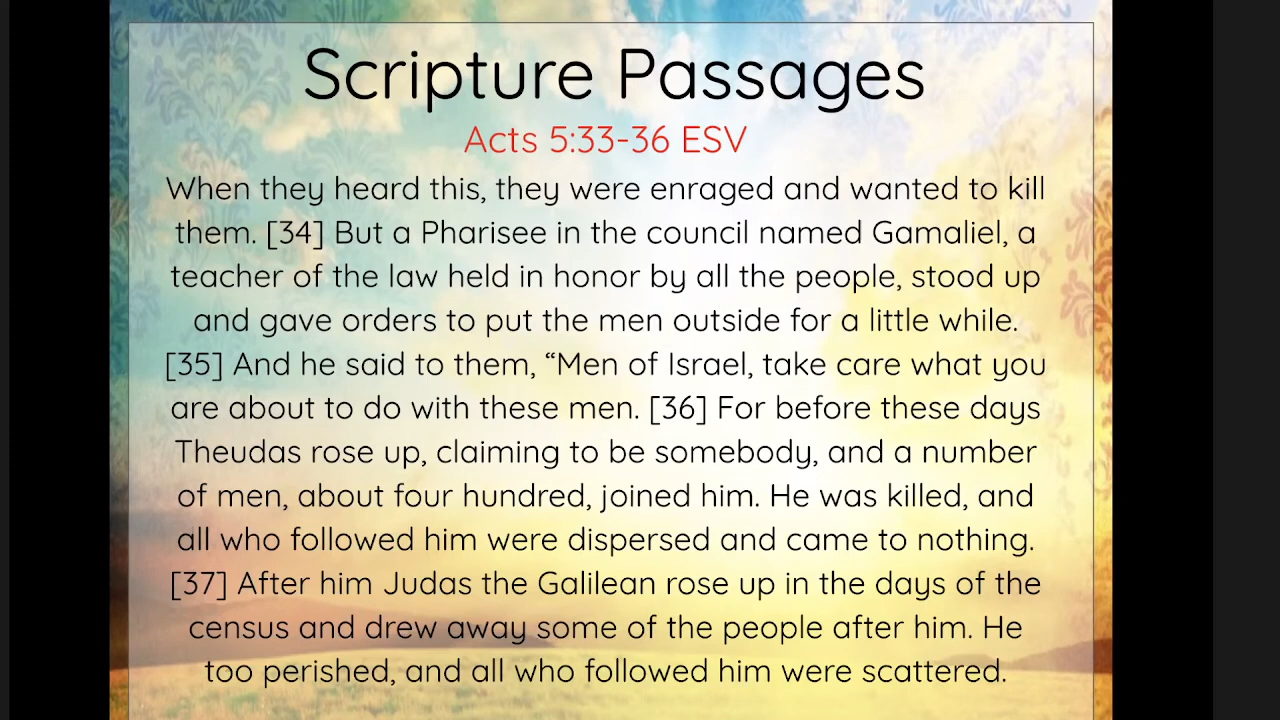 Scripture Passages
Acts 5:33-36 ESV
When they heard this, they were enraged and wanted to kill
them. [34] But a Pharisee in the council named Gamaliel, a
teacher of the law held in honor by all the people, stood up
and gave orders to put the men outside for a little while.
[35] And he said to them, “Men of Israel, take care what you
are about to do with these men. [36] For before these days
Theudas rose up, claiming to be somebody, and a number
of men, about four hundred, joined him. He was killed, and
all who followed him were dispersed and came to nothing.
[37] After him Judas the Galilean rose up in the days of the
census and drew away some of the people after him. He
too perished, and all who followed him were scattered.